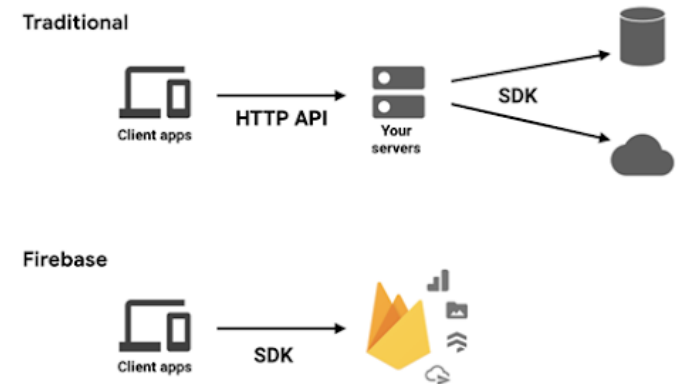 Traditional
Client apps
HTTP API
Your
servers
SDK
Firebase
Client apps
SDK